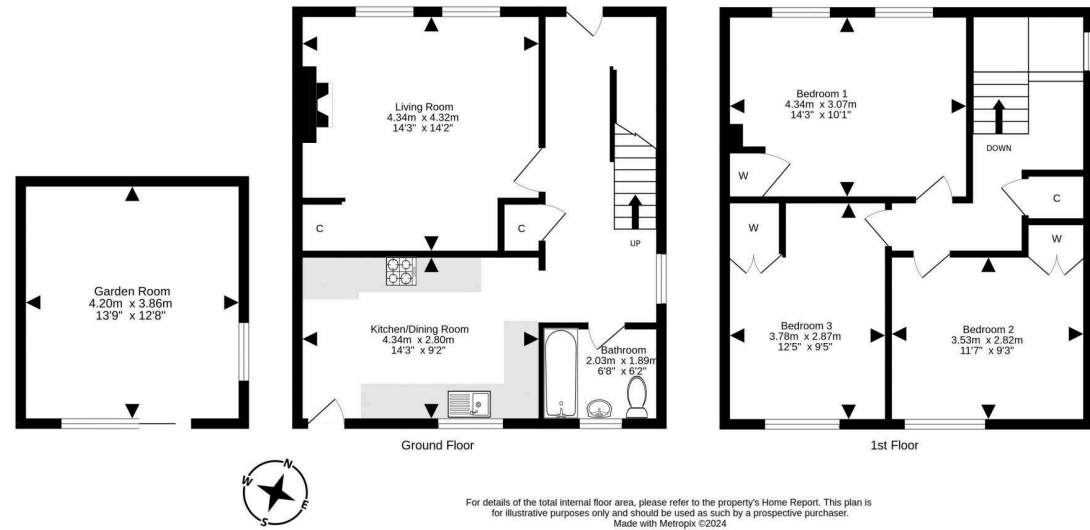 Living Room
4.34m x 4.32m
14'3" x 14'2"
C
C
UP
Kitchen/Dining Room
4.34m x 2.80m
14'3" x 9'2"
Bathroom
2.03m x 1.89m
6'8" x 6'2"
Ground Floor
Garden Room
4.20m x 3.86m
13'9" x 12'8"
Bedroom 1
4.34m x 3.07m
14'3" x 10'1"
DOWN
W
C
W
W
Bedroom 3
3.78m x 2.87m
12'5" x 9'5"
Bedroom 2
3.53m x 2.82m
11'7" x 9'3"
1st Floor
N
W
E
S
For details of the total internal floor area, please refer to the property's Home Report. This plan is
for illustrative purposes only and should be used as such by a prospective purchaser.
Made with Metropix ©2024